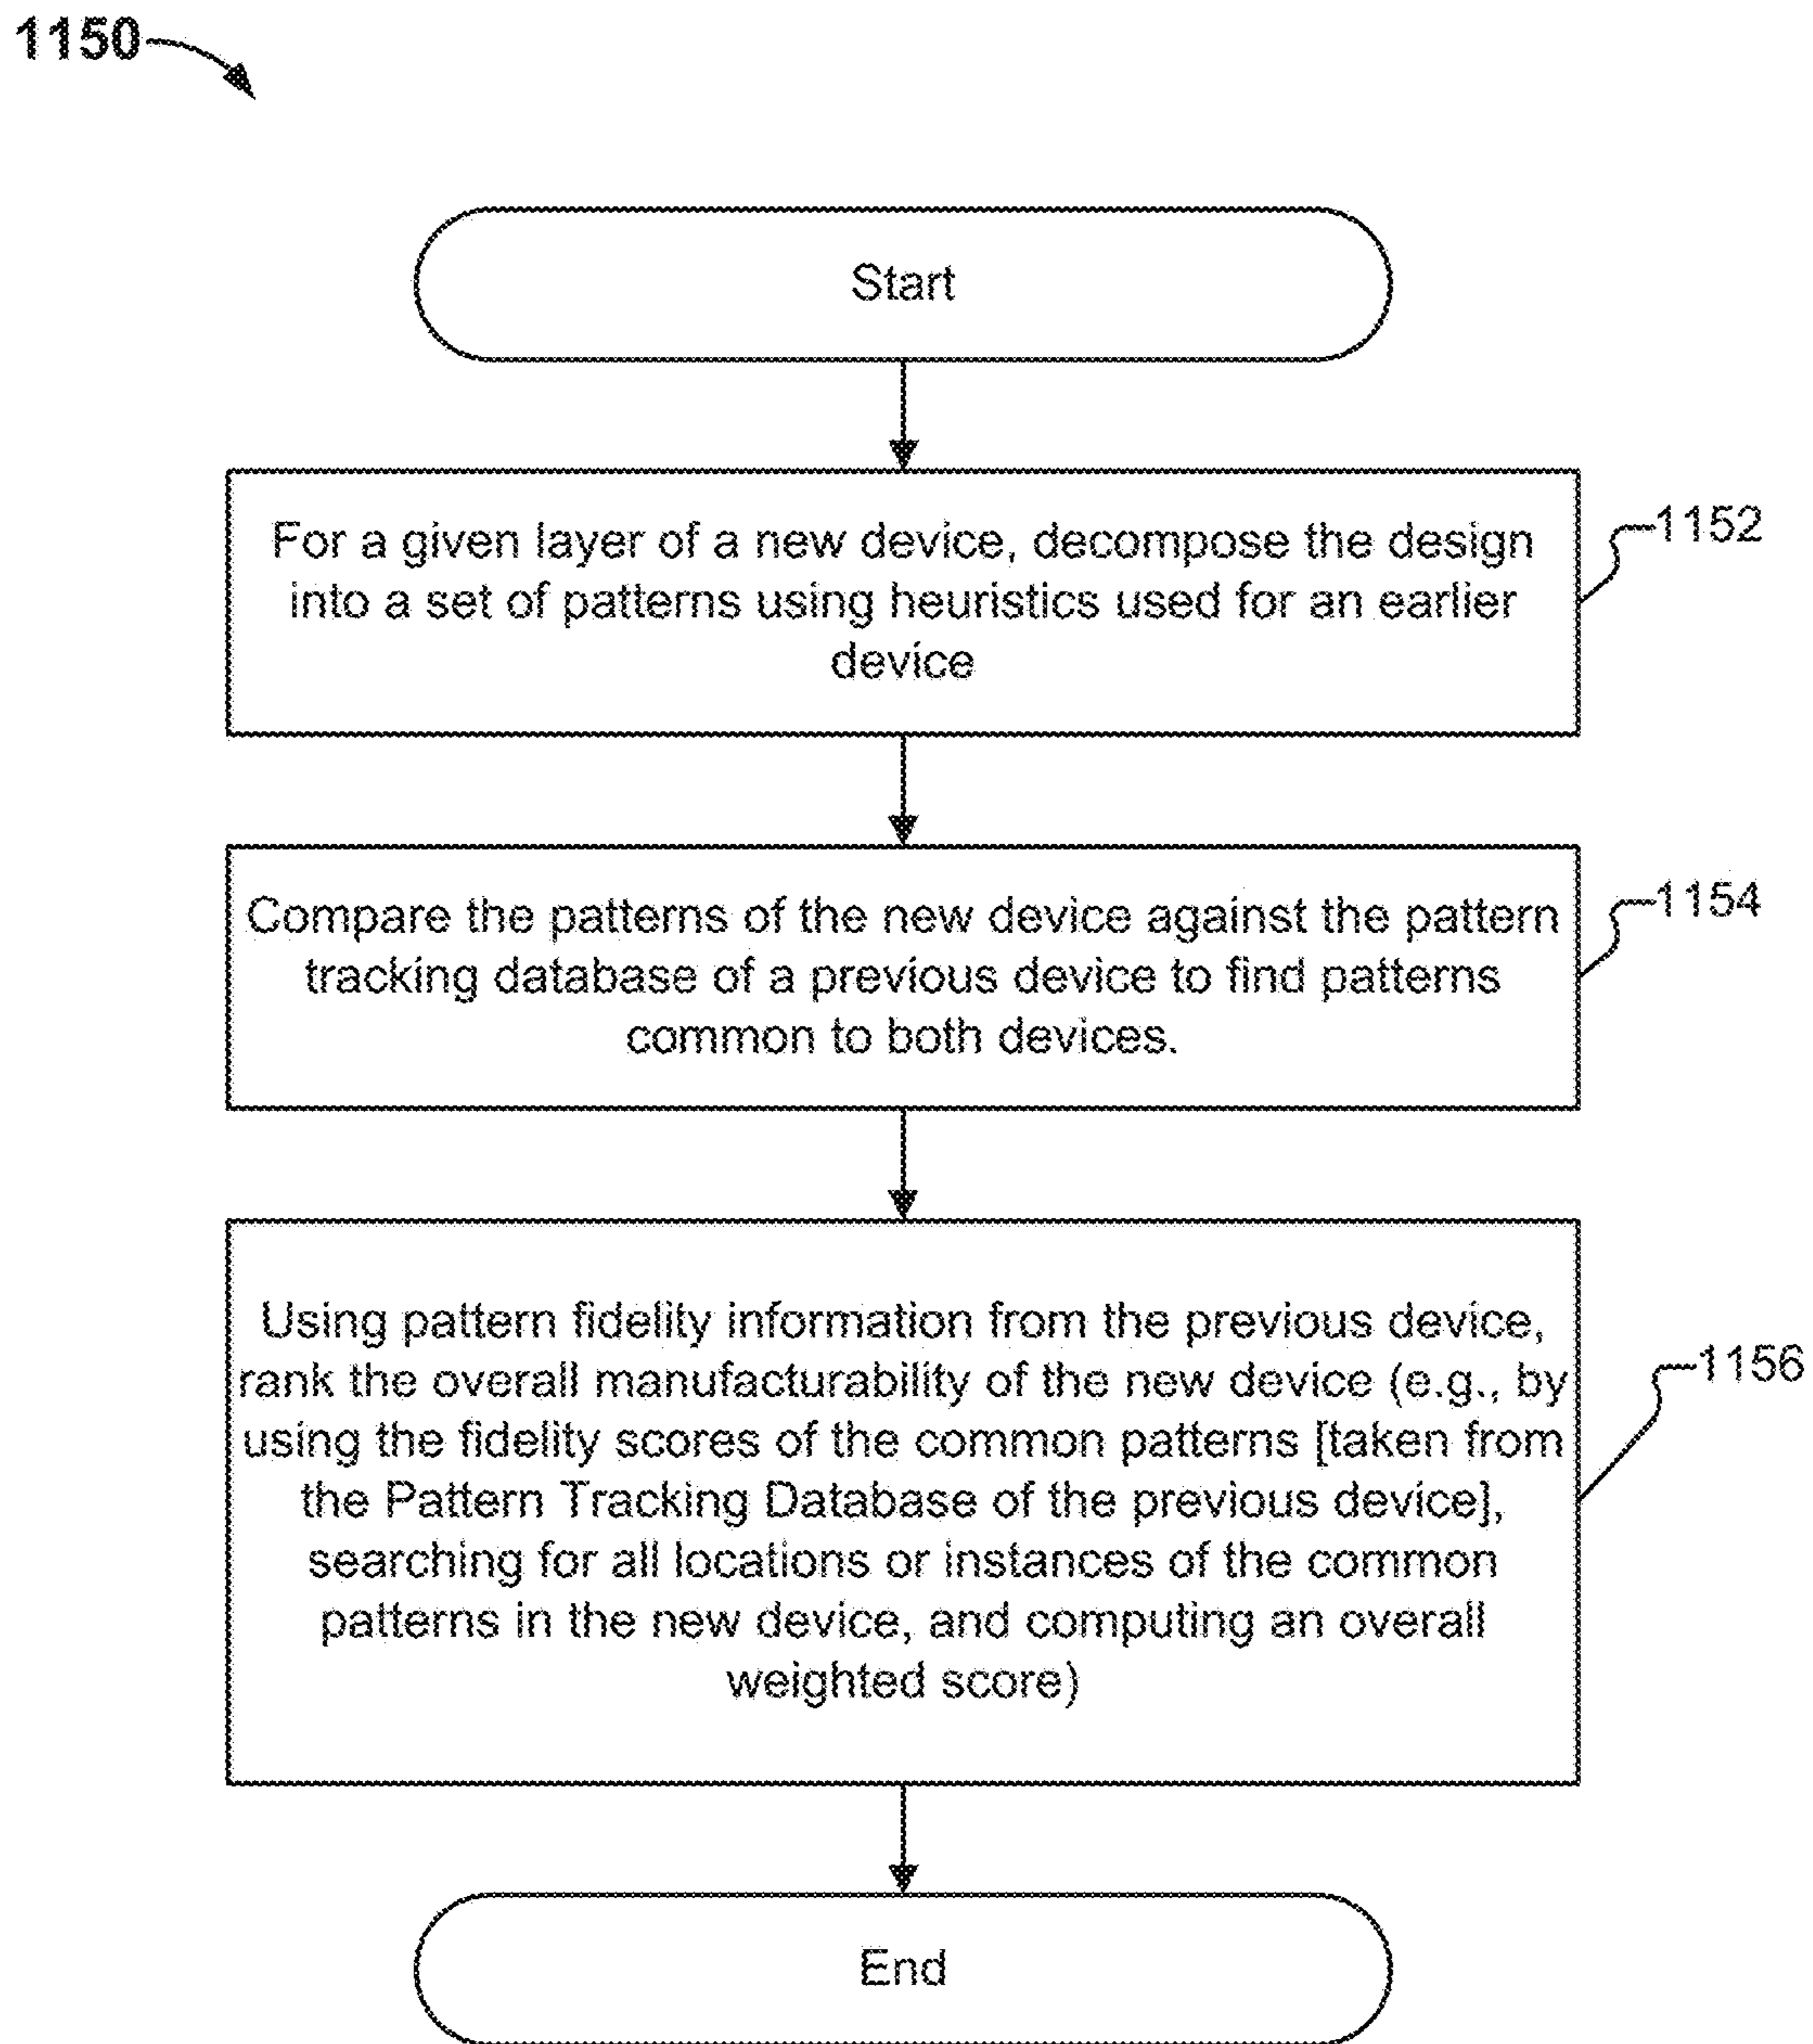 1150
Start
For a given layer of a new device, decompose the design
into a set of patterns using heuristics used for an earlier
device
1152
Compare the patterns of the new device against the pattern
tracking database of a previous device to find patterns
common to both devices.
1154
Using pattern fidelity information from the previous device,
rank the overall manufacturability of the new device (e.g., by
using the fidelity scores of the common patterns [taken from
the Pattern Tracking Database of the previous device],
searching for all locations or instances of the common
patterns in the new device, and computing an overall
weighted score)
1156
End